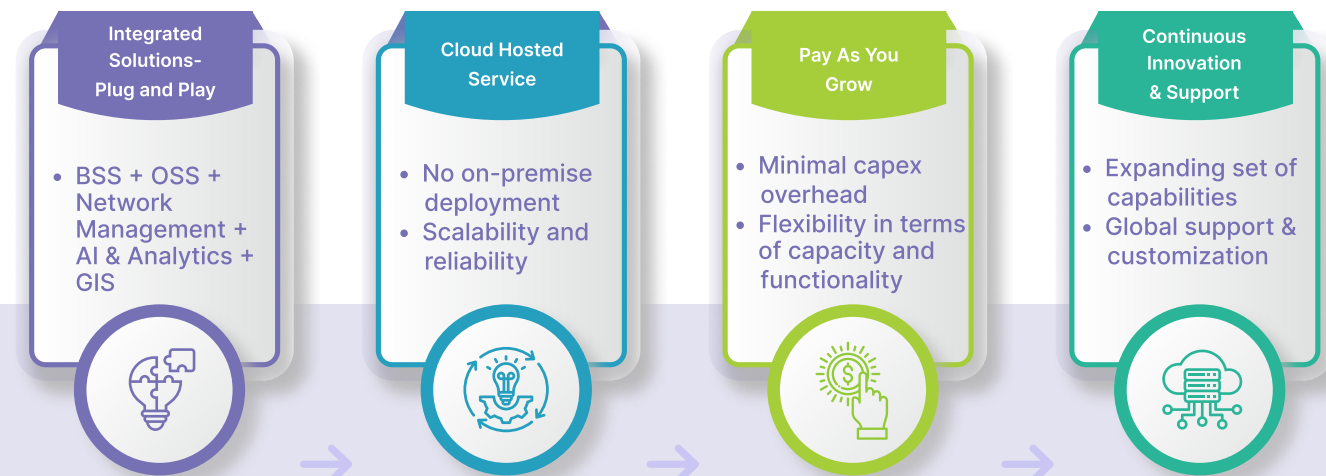 Integrated
Solutions-
Plug and Play
• BSS + OSS +
Network
Management +
AI & Analytics +
GIS
Cloud Hosted
Service
• No on-premise
deployment
• Scalability and
reliability
Pay As You
Grow
• Minimal capex
overhead
• Flexibility in terms
of capacity and
functionality
$
Continuous
Innovation
& Support
• Expanding set of
capabilities
• Global support &
customization